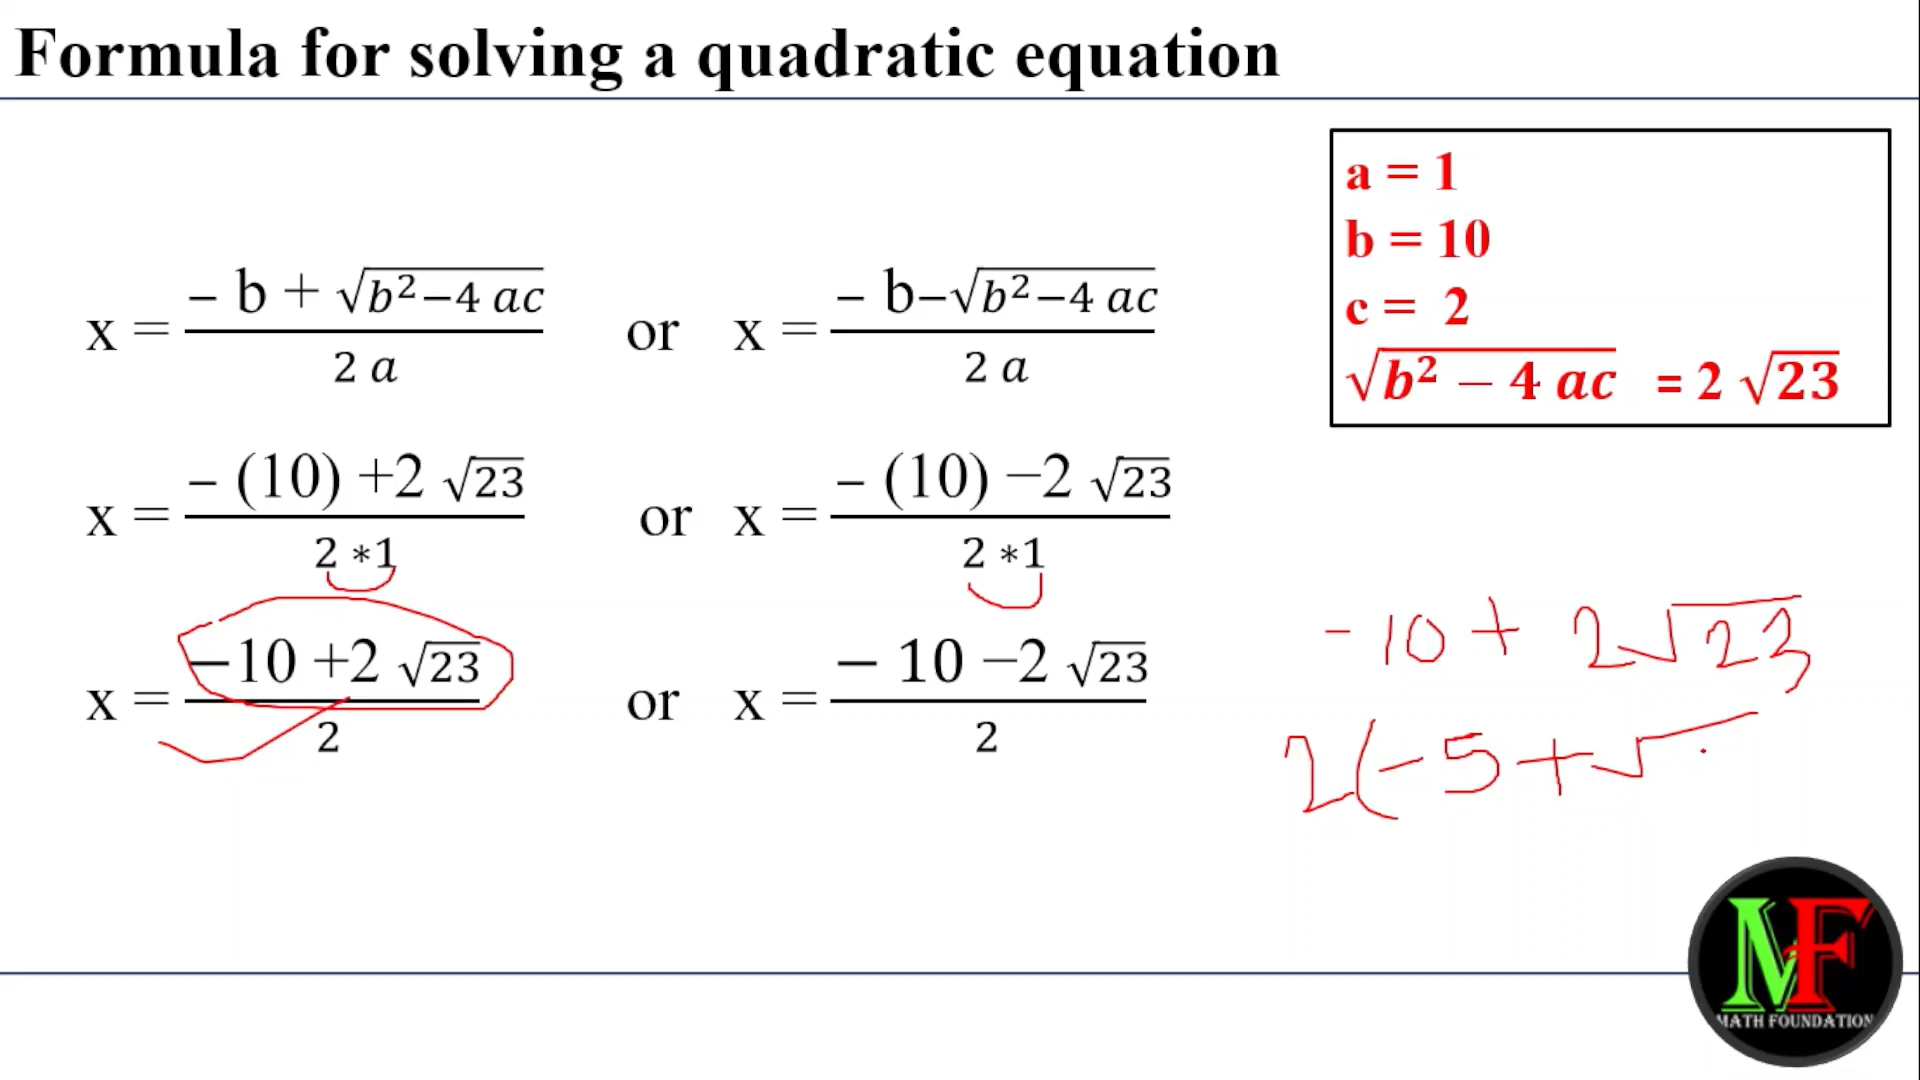 Formula for solving a quadratic equation
a = 1
b = 10
c = 2
√(b² − 4 ac) = 2 √23
x = (– b + √(b²−4 ac)) / (2 a) or x = (– b−√(b²−4 ac)) / (2 a)
x = (– (10) +2 √23) / (2 *1) or x = (– (10) −2 √23) / (2 *1)
x = (−10 +2 √23) / 2 or x = (− 10 −2 √23) / 2
- 10 + 2√23
2(- 5 + √
MF
MATH FOUNDATION